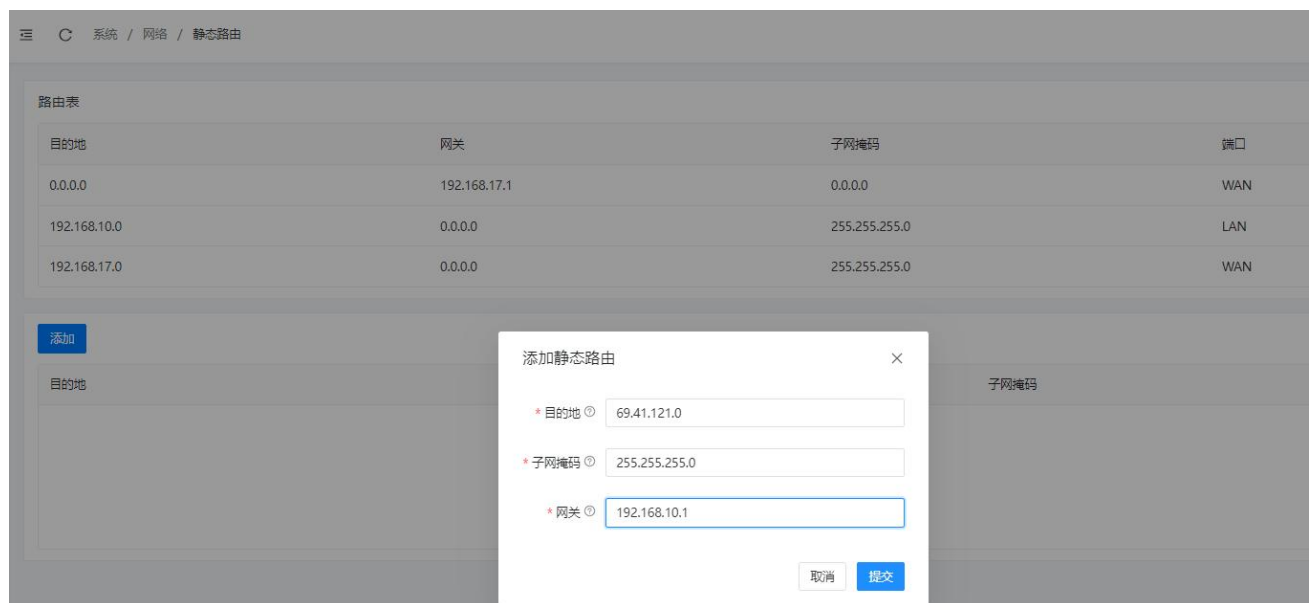 系统 / 网络 / 静态路由
路由表
目的地 网关 子网掩码 端口
0.0.0.0 192.168.17.1 0.0.0.0 WAN
192.168.10.0 0.0.0.0 255.255.255.0 LAN
192.168.17.0 0.0.0.0 255.255.255.0 WAN
添加
目的地 子网掩码
添加静态路由
* 目的地 69.41.121.0
* 子网掩码 255.255.255.0
* 网关 192.168.10.1
取消 提交